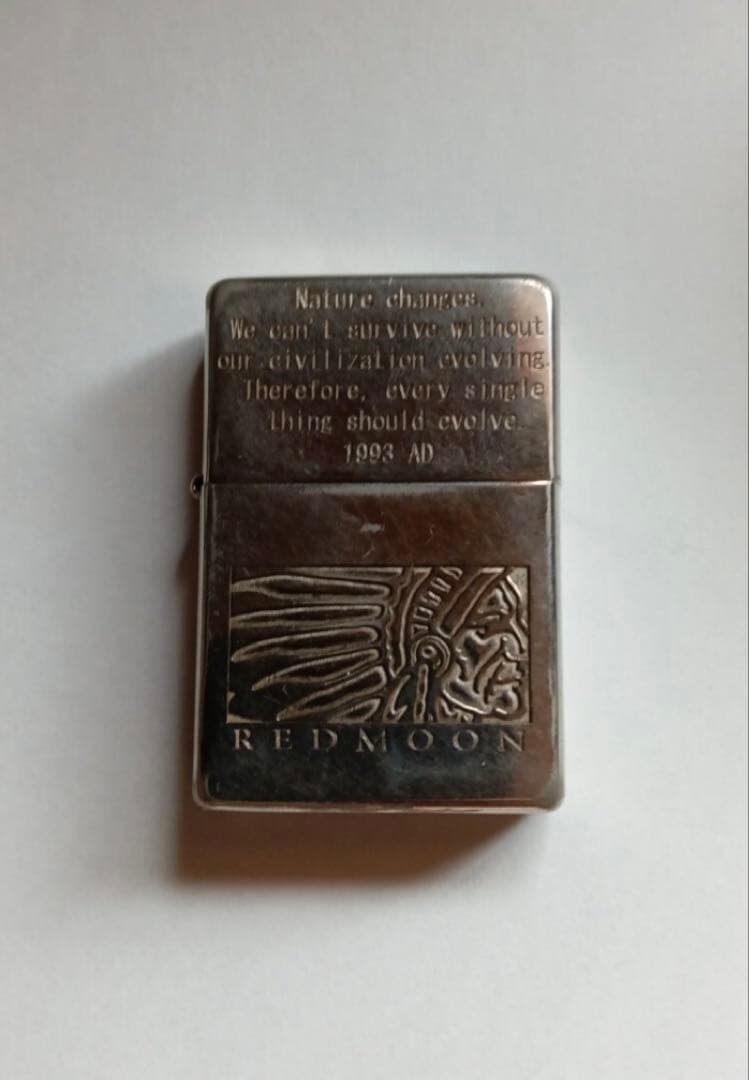 Nature changes.
We can't survive without
our civilization evolving.
Therefore, every single
thing should evolve.
1993 AD
REDMOON